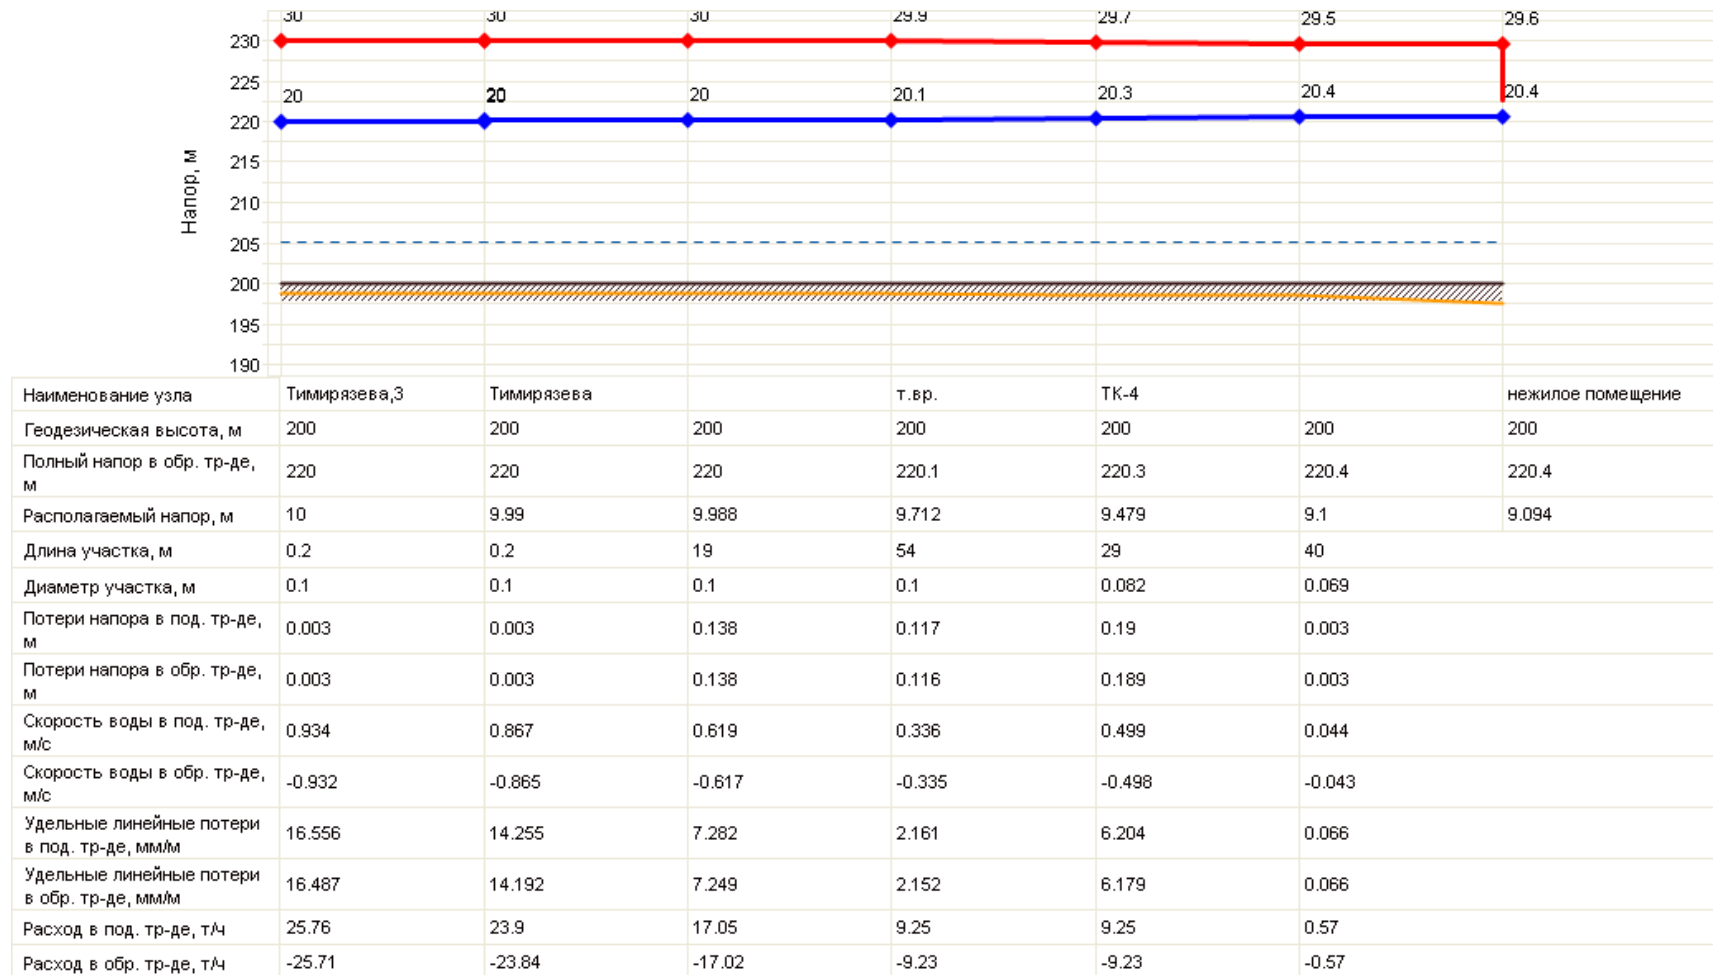 30 30 30 29.9 29.7 29.5 29.6
230
225
20 20 20 20.1 20.3 20.4 20.4
220
215
210
205
200
195
190
Напор, м
Наименование узла Тимирязева,3 Тимирязева т.вр. ТК-4 нежилое помещение
Геодезическая высота, м 200 200 200 200 200 200 200
Полный напор в обр. тр-де,
м 220 220 220 220.1 220.3 220.4 220.4
Располагаемый напор, м 10 9.99 9.988 9.712 9.479 9.1 9.094
Длина участка, м 0.2 0.2 19 54 29 40
Диаметр участка, м 0.1 0.1 0.1 0.1 0.082 0.069
Потери напора в под. тр-де,
м 0.003 0.003 0.138 0.117 0.19 0.003
Потери напора в обр. тр-де,
м 0.003 0.003 0.138 0.116 0.189 0.003
Скорость воды в под. тр-де,
м/с 0.934 0.867 0.619 0.336 0.499 0.044
Скорость воды в обр. тр-де,
м/с -0.932 -0.865 -0.617 -0.335 -0.498 -0.043
Удельные линейные потери
в под. тр-де, мм/м 16.556 14.255 7.282 2.161 6.204 0.066
Удельные линейные потери
в обр. тр-де, мм/м 16.487 14.192 7.249 2.152 6.179 0.066
Расход в под. тр-де, т/ч 25.76 23.9 17.05 9.25 9.25 0.57
Расход в обр. тр-де, т/ч -25.71 -23.84 -17.02 -9.23 -9.23 -0.57